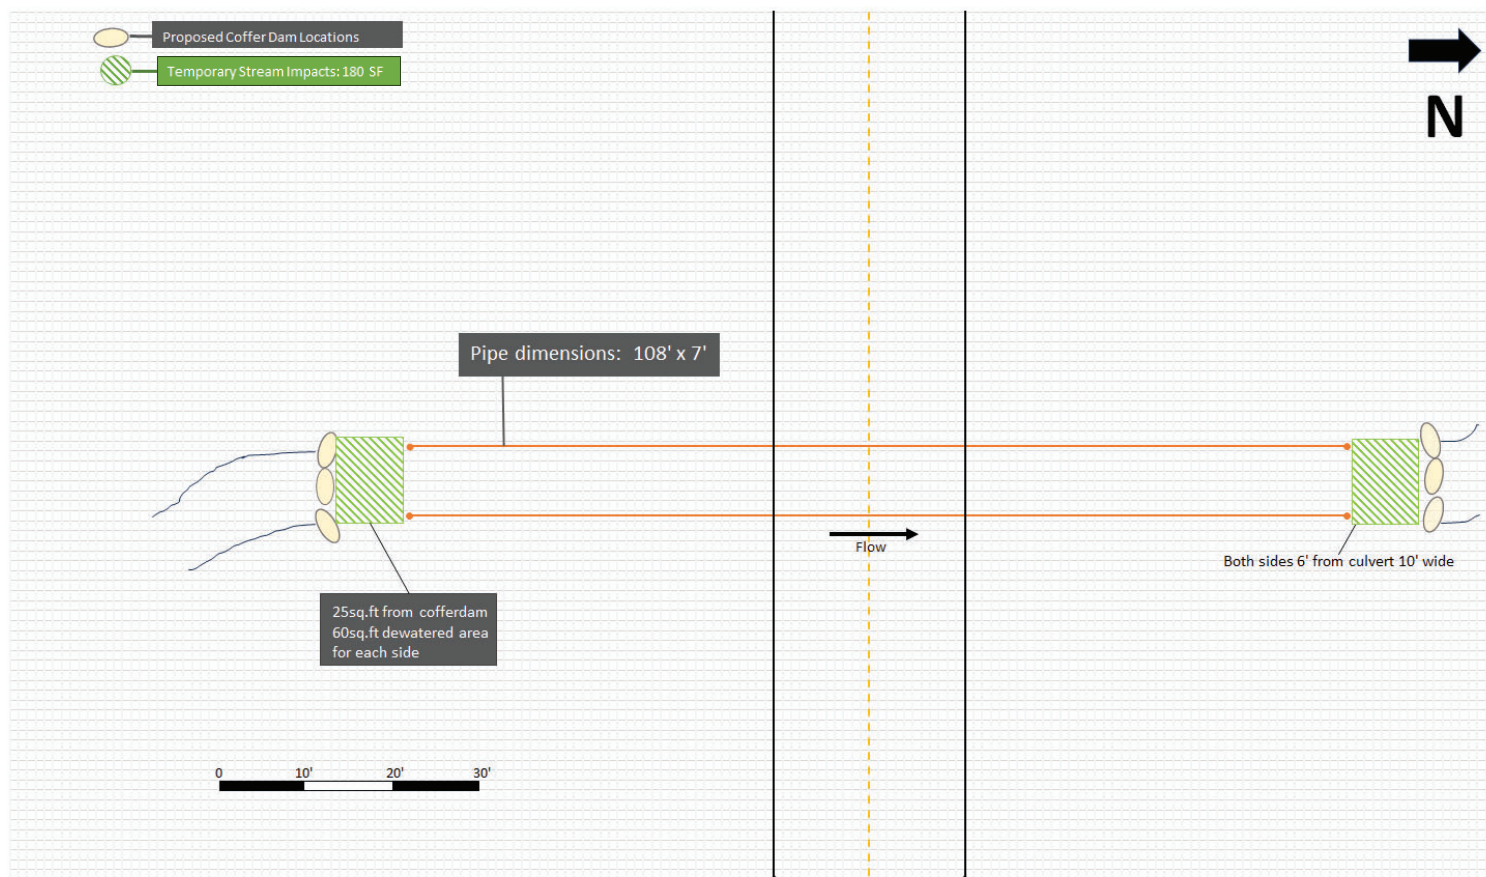 Proposed Coffer Dam Locations
Temporary Stream Impacts: 180 SF
N
Pipe dimensions: 108' x 7'
Flow
Both sides 6' from culvert 10' wide
25sq.ft from cofferdam
60sq.ft dewatered area
for each side
0 10' 20' 30'